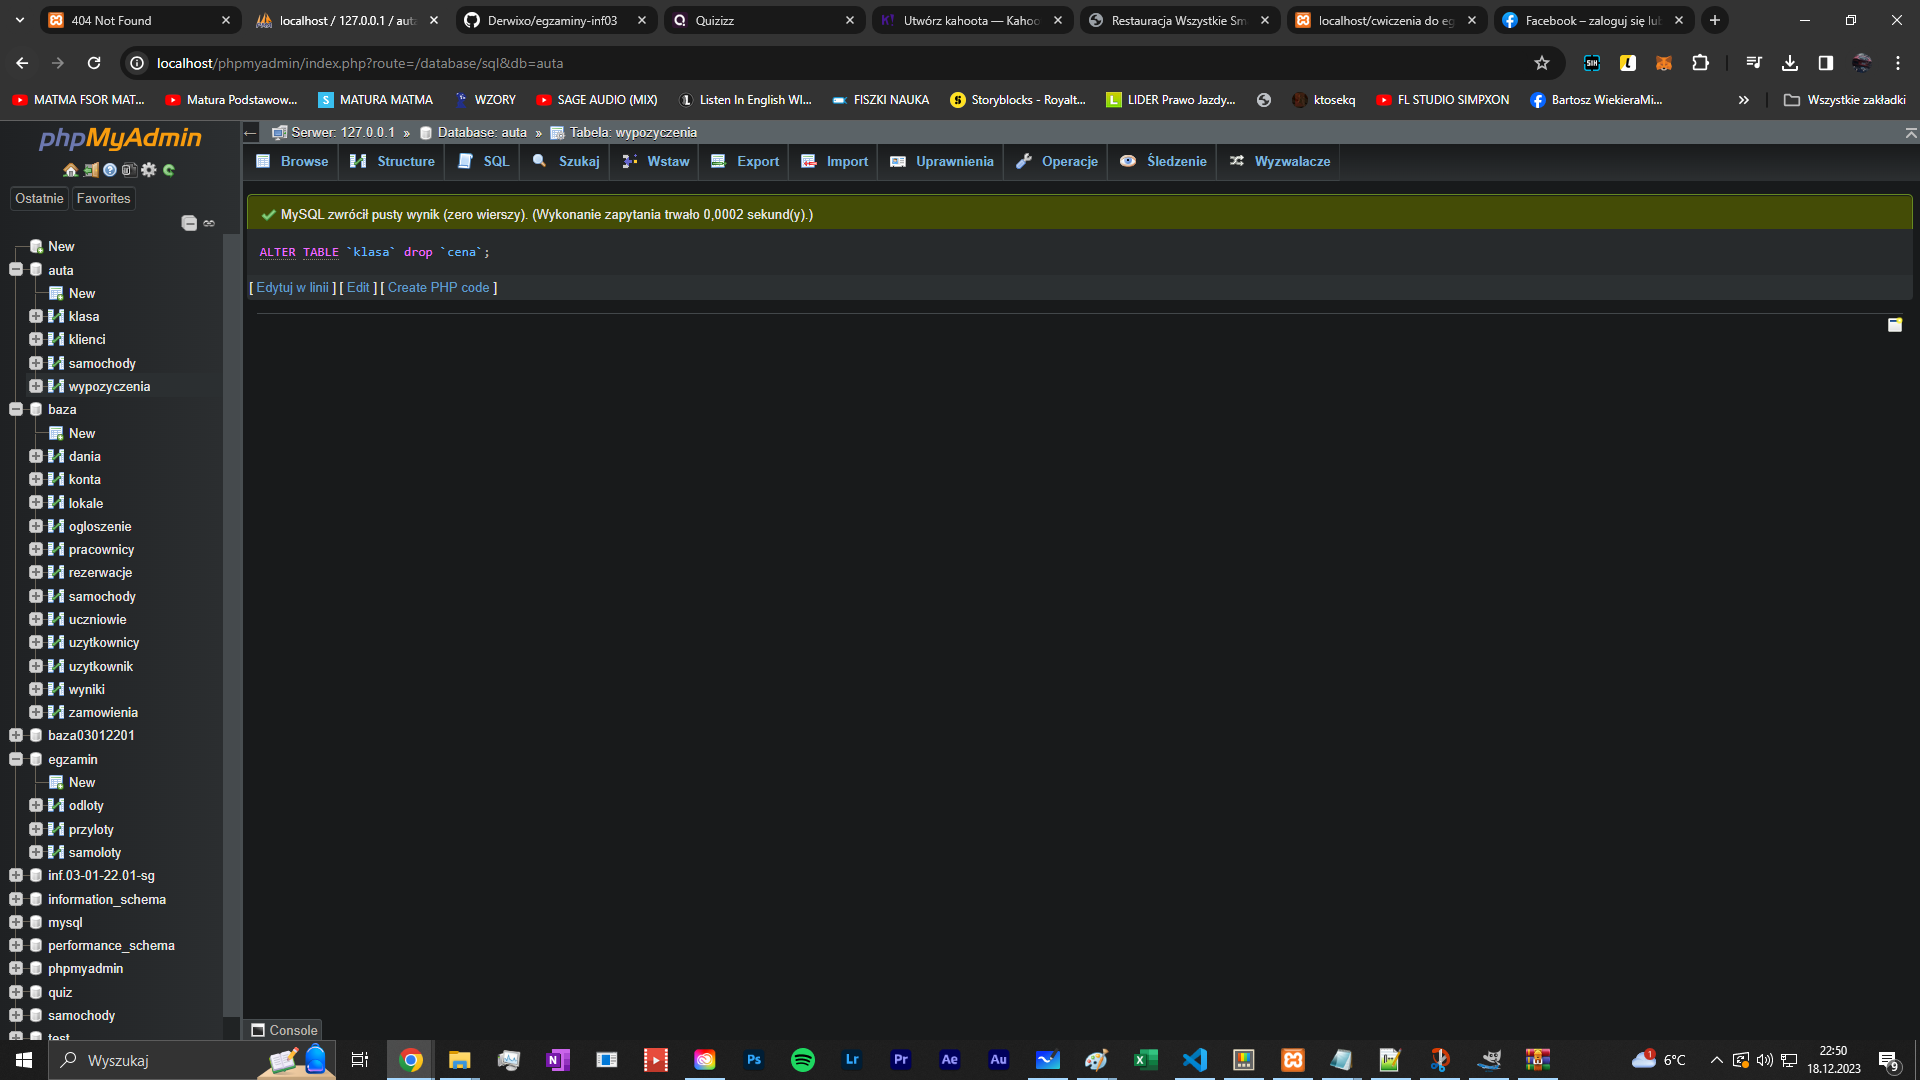 404 Not Found
localhost / 127.0.0.1 / auta
Derwixo/egzaminy-inf03
Quizizz
Utwórz kahoota — Kahoo
Restauracja Wszystkie Sm
localhost/cwiczenia do eg
Facebook – zaloguj się lub
localhost/phpmyadmin/index.php?route=/database/sql&db=auta
MATMA FSOR MAT...
Matura Podstawow...
MATURA MATMA
WZORY
SAGE AUDIO (MIX)
Listen In English WI...
FISZKI NAUKA
Storyblocks - Royalt...
LIDER Prawo Jazdy...
ktosekq
FL STUDIO SIMPXON
Bartosz WiekieraMi...
»
Wszystkie zakładki
phpMyAdmin
Ostatnie
Favorites
New
auta
New
klasa
klienci
samochody
wypozyczenia
baza
New
dania
konta
lokale
ogloszenie
pracownicy
rezerwacje
samochody
uczniowie
uzytkownicy
uzytkownik
wyniki
zamowienia
baza03012201
egzamin
New
odloty
przyloty
samoloty
inf.03-01-22.01-sg
information_schema
mysql
performance_schema
phpmyadmin
quiz
samochody
test
Serwer: 127.0.0.1 » Database: auta » Tabela: wypozyczenia
Browse
Structure
SQL
Szukaj
Wstaw
Export
Import
Uprawnienia
Operacje
Śledzenie
Wyzwalacze
MySQL zwrócił pusty wynik (zero wierszy). (Wykonanie zapytania trwało 0,0002 sekund(y).)
ALTER TABLE `klasa` drop `cena`;
[ Edytuj w linii ] [ Edit ] [ Create PHP code ]
Console
Wyszukaj
N
Ps
Lr
Pr
Ae
Au
1
6°C
22:50
18.12.2023
9